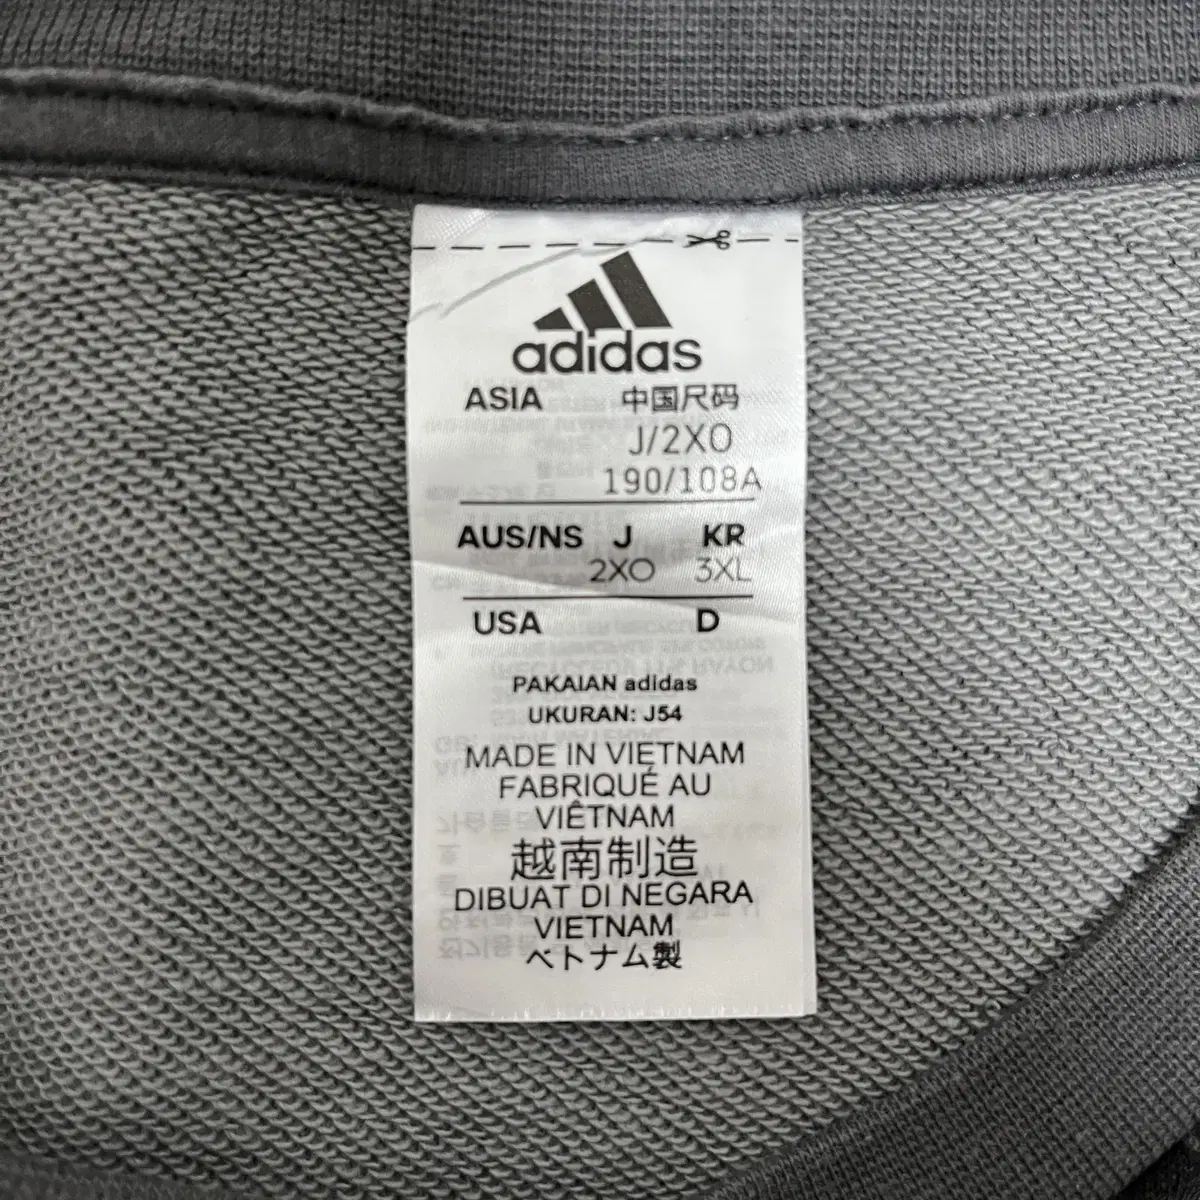 adidas
ASIA 中国尺码
J/2XO
190/108A
AUS/NS J KR
2XO 3XL
USA D
PAKAIAN adidas
UKURAN: J54
MADE IN VIETNAM
FABRIQUÉ AU
VIÊTNAM
越南制造
DIBUAT DI NEGARA
VIETNAM
ベトナム製